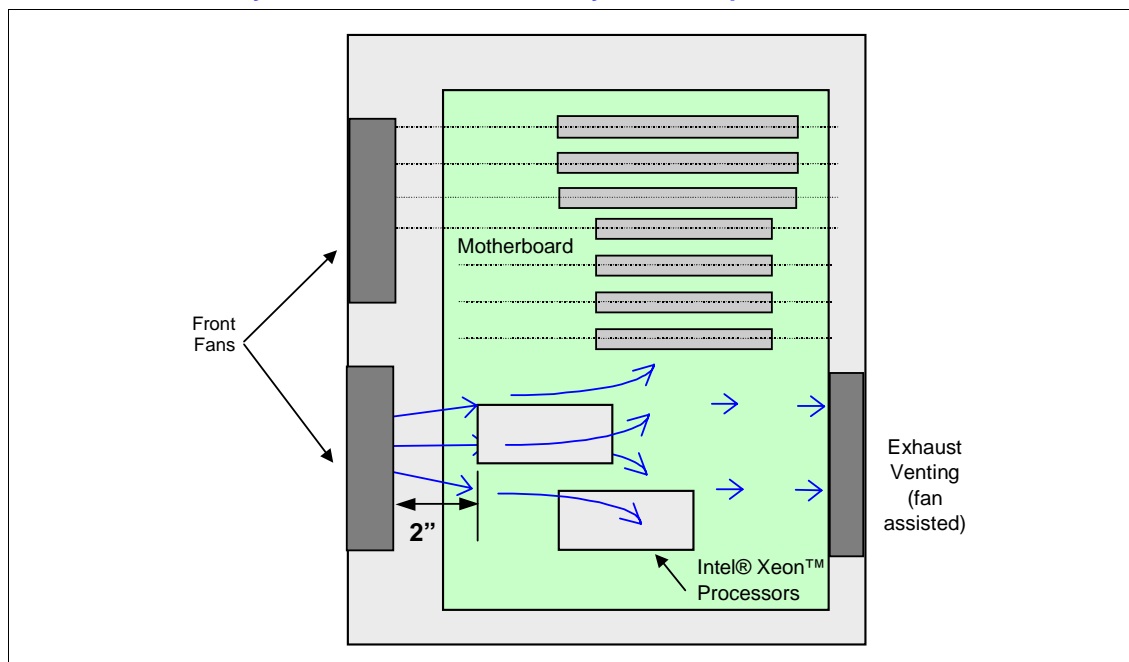 Motherboard
Front
Fans
2”
Exhaust
Venting
(fan
assisted)
Intel® Xeon™
Processors